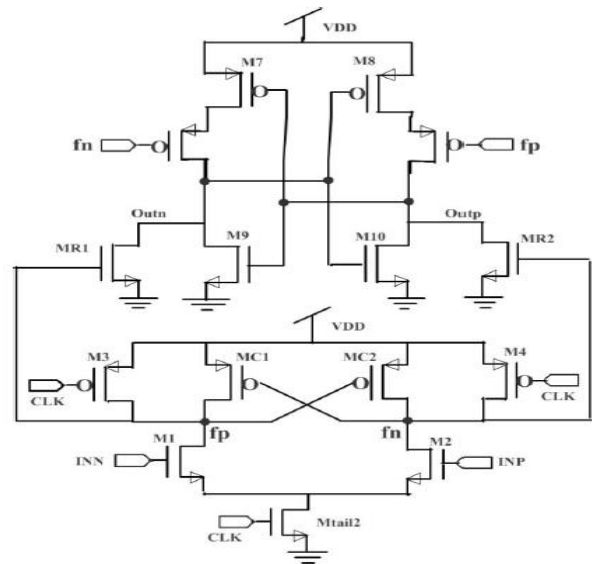 VDD
M7
M8
fn
fp
Outn
Outp
MR1
M9
M10
MR2
VDD
M3
MC1
MC2
M4
CLK
CLK
fp
fn
INN
M1
M2
INP
CLK
Mtail2